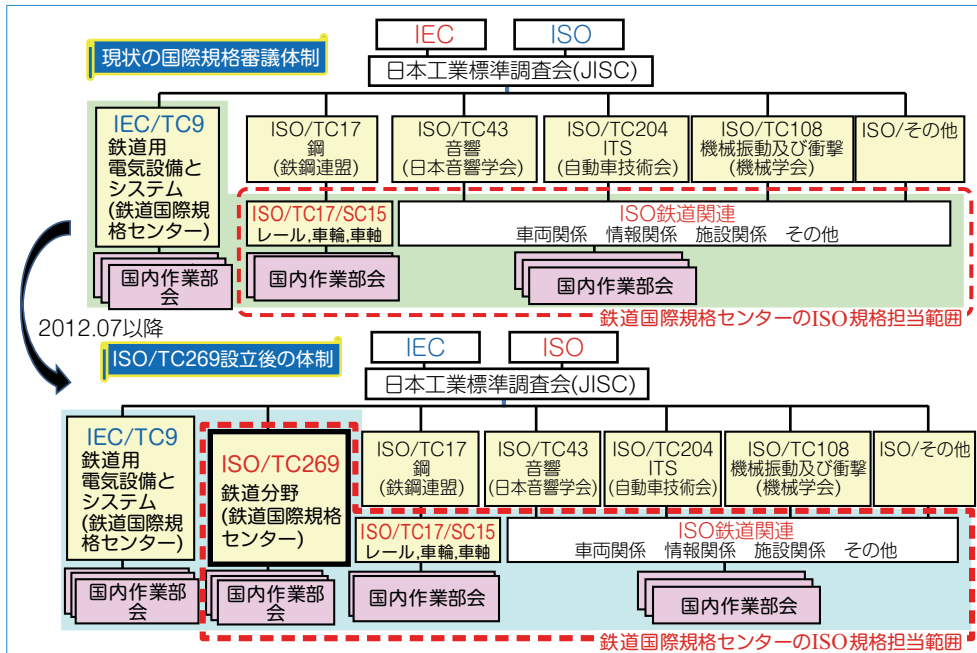 IEC
ISO
現状の国際規格審議体制
日本工業標準調査会(JISC)
IEC/TC9
鉄道用
電気設備と
システム
(鉄道国際規
格センター)
ISO/TC17
鋼
(鉄鋼連盟)
ISO/TC43
音響
(日本音響学会)
ISO/TC204
ITS
(自動車技術会)
ISO/TC108
機械振動及び衝撃
(機械学会)
ISO/その他
ISO/TC17/SC15
レール,車輪,車軸
ISO鉄道関連
車両関係 情報関係 施設関係 その他
国内作業部
会
国内作業部会
国内作業部会
鉄道国際規格センターのISO規格担当範囲
2012.07以降
ISO/TC269設立後の体制
IEC
ISO
日本工業標準調査会(JISC)
IEC/TC9
鉄道用
電気設備と
システム
(鉄道国際規
格センター)
ISO/TC269
鉄道分野
(鉄道国際規格
センター)
ISO/TC17
鋼
(鉄鋼連盟)
ISO/TC43
音響
(日本音響学会)
ISO/TC204
ITS
(自動車技術会)
ISO/TC108
機械振動及び衝撃
(機械学会)
ISO/その他
ISO/TC17/SC15
レール,車輪,車軸
ISO鉄道関連
車両関係 情報関係 施設関係 その他
国内作業部
会
国内作業部
会
国内作業部会
国内作業部会
鉄道国際規格センターのISO規格担当範囲